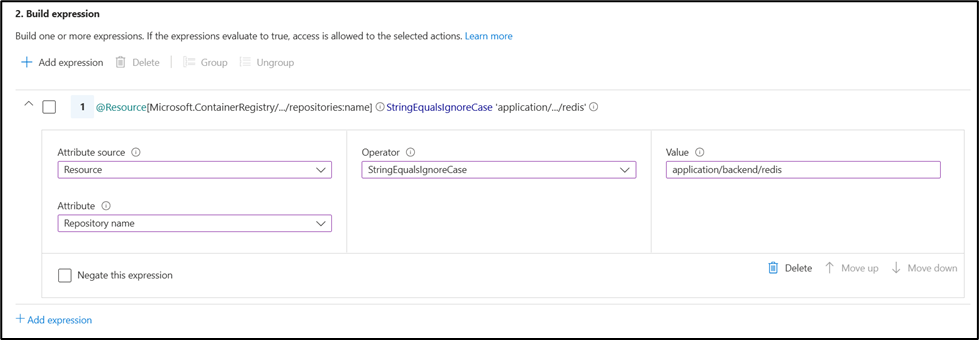 2. Build expression
Build one or more expressions. If the expressions evaluate to true, access is allowed to the selected actions. Learn more
Add expression Delete Group Ungroup
1 @Resource[Microsoft.ContainerRegistry/.../repositories:name] StringEqualsIgnoreCase 'application/.../redis'
Attribute source Operator Value
Resource StringEqualsIgnoreCase application/backend/redis
Attribute
Repository name
Negate this expression Delete Move up Move down
Add expression